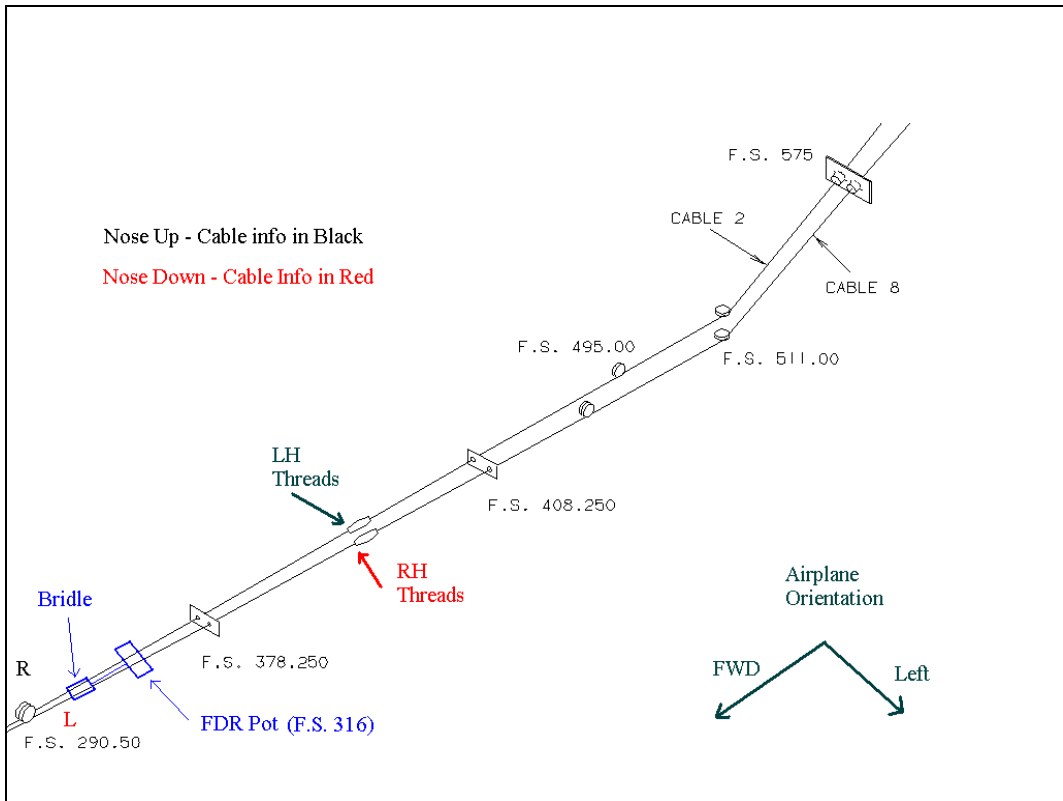 F.S. 575
CABLE 2
Nose Up - Cable info in Black
Nose Down - Cable Info in Red
CABLE 8
F.S. 495.00
F.S. 511.00
LH
Threads
F.S. 408.250
RH
Threads
Airplane
Orientation
Bridle
F.S. 378.250
R
FWD
Left
L
FDR Pot (F.S. 316)
F.S. 290.50